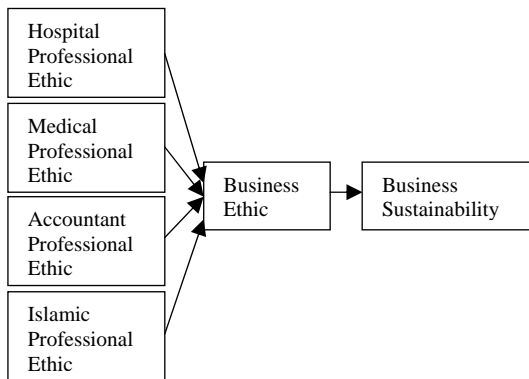 Hospital
Professional
Ethic
Medical
Professional
Ethic
Accountant
Professional
Ethic
Islamic
Professional
Ethic
Business
Ethic
Business
Sustainability